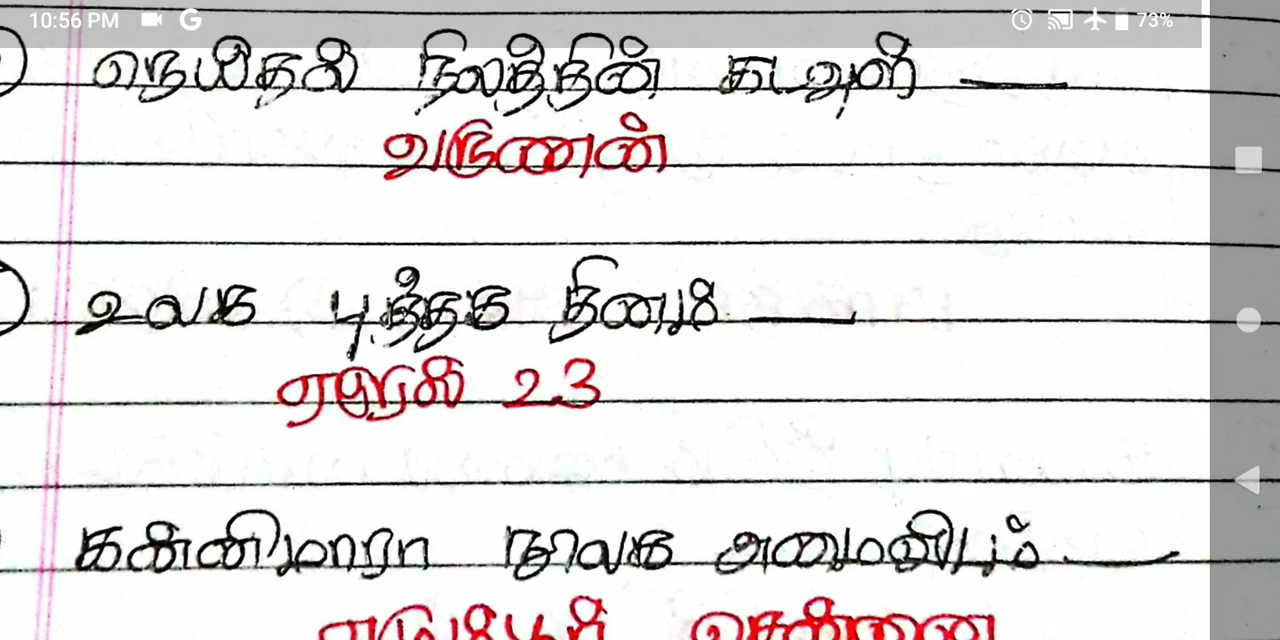 10:56 PM G 73%
நெய்தல் நிலத்தின் கடவுள் ———
வருணன்
உலக புத்தக தினம் ———
ஏப்ரல் 23
கன்னிமாரா நூலக அமைவிடம் ———
எழும்பூர் சென்னை